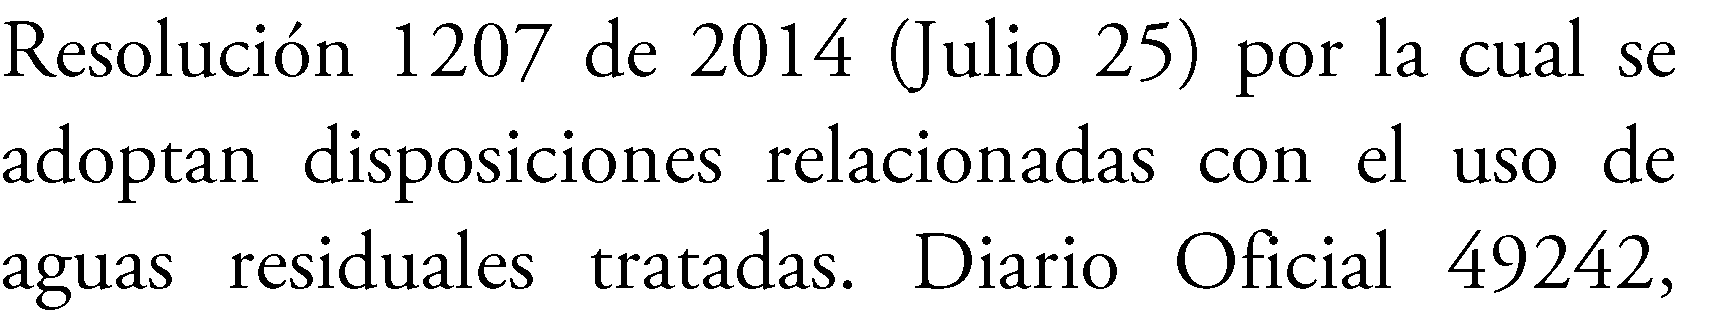 Resolución 1207 de 2014 (Julio 25) por la cual se
adoptan disposiciones relacionadas con el uso de
aguas residuales tratadas. Diario Oficial 49242,